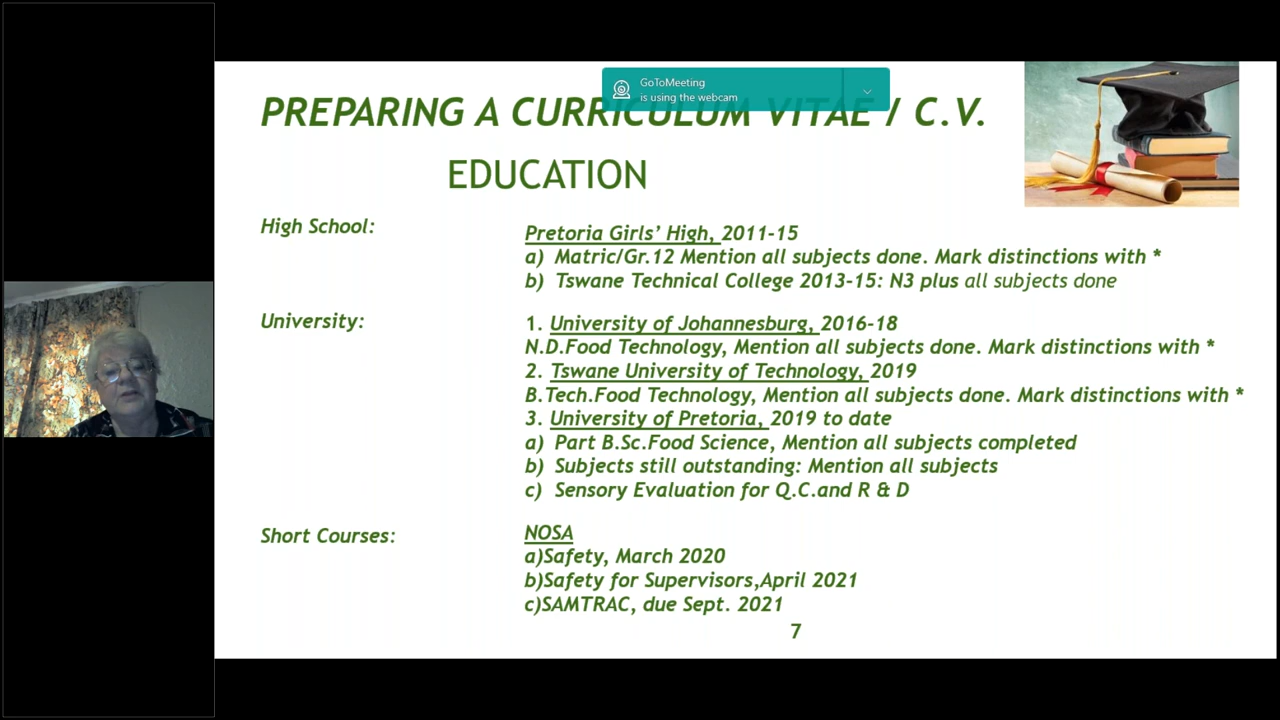 GoToMeeting
is using the webcam
PREPARING A CURRICULUM VITAE / C.V.
EDUCATION
High School:
Pretoria Girls’ High, 2011-15
a) Matric/Gr.12 Mention all subjects done. Mark distinctions with *
b) Tswane Technical College 2013-15: N3 plus all subjects done
University:
1. University of Johannesburg, 2016-18
N.D.Food Technology, Mention all subjects done. Mark distinctions with *
2. Tswane University of Technology, 2019
B.Tech.Food Technology, Mention all subjects done. Mark distinctions with *
3. University of Pretoria, 2019 to date
a) Part B.Sc.Food Science, Mention all subjects completed
b) Subjects still outstanding: Mention all subjects
c) Sensory Evaluation for Q.C.and R & D
Short Courses:
NOSA
a)Safety, March 2020
b)Safety for Supervisors,April 2021
c)SAMTRAC, due Sept. 2021
7